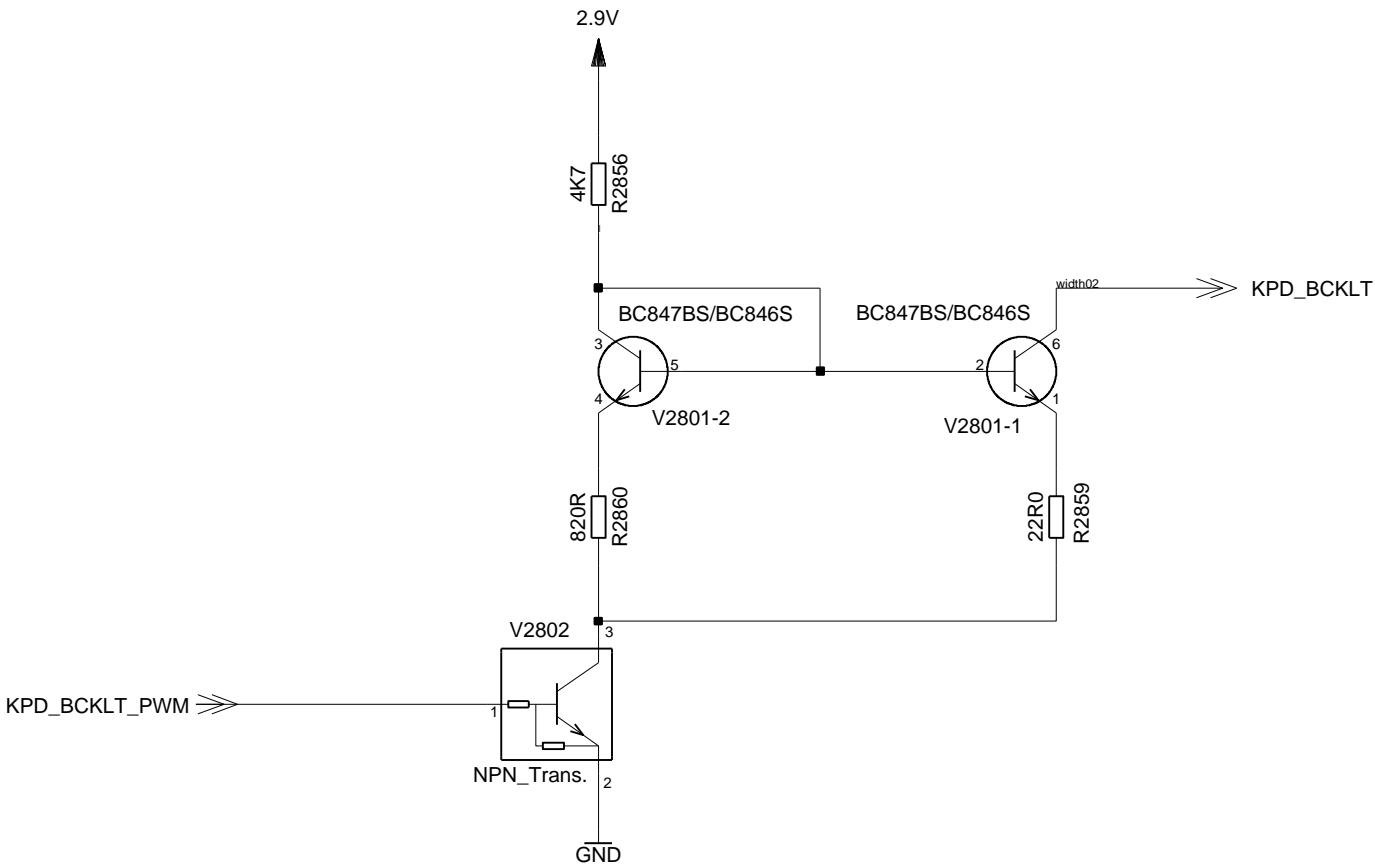 2.9V
4K7
R2856
1
width02
KPD_BCKLT
BC847BS/BC846S
BC847BS/BC846S
3
5
2
6
4
1
V2801-2
V2801-1
820R
R2860
22R0
R2859
V2802
3
KPD_BCKLT_PWM
1
NPN_Trans.
2
GND